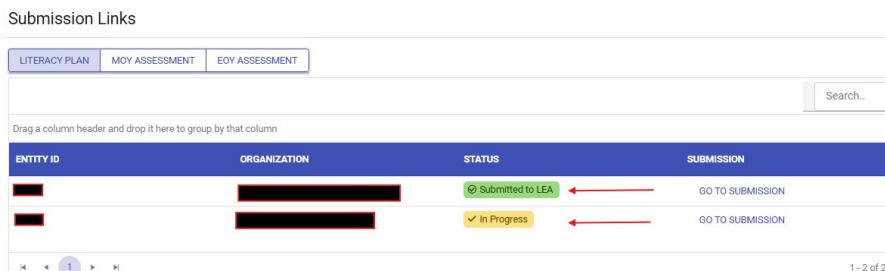 Submission Links
LITERACY PLAN MOY ASSESSMENT EOY ASSESSMENT
Search..
Drag a column header and drop it here to group by that column
ENTITY ID ORGANIZATION STATUS SUBMISSION
Submitted to LEA GO TO SUBMISSION
In Progress GO TO SUBMISSION
1 1 - 2 of 2